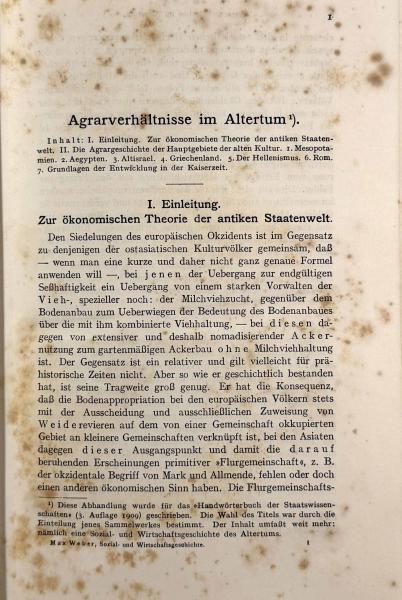 1
Agrarverhältnisse im Altertum¹).
Inhalt: I. Einleitung. Zur ökonomischen Theorie der antiken Staaten-
welt. II. Die Agrargeschichte der Hauptgebiete der alten Kultur. 1. Mesopota-
mien. 2. Aegypten. 3. Altisrael. 4. Griechenland. 5. Der Hellenismus. 6. Rom.
7. Grundlagen der Entwicklung in der Kaiserzeit.
I. Einleitung.
Zur ökonomischen Theorie der antiken Staatenwelt.
Den Siedelungen des europäischen Okzidents ist im Gegensatz
zu denjenigen der ostasiatischen Kulturvölker gemeinsam, daß
— wenn man eine kurze und daher nicht ganz genaue Formel
anwenden will —, bei jenen der Uebergang zur endgültigen
Seßhaftigkeit ein Uebergang von einem starken Vorwalten der
Vieh-, spezieller noch: der Milchviehzucht, gegenüber dem
Bodenanbau zum Ueberwiegen der Bedeutung des Bodenanbaues
über die mit ihm kombinierte Viehhaltung, — bei diesen da-
gegen von extensiver und deshalb nomadisierender Acker-
nutzung zum gartenmäßigen Ackerbau ohne Milchviehhaltung
ist. Der Gegensatz ist ein relativer und gilt vielleicht für prä-
historische Zeiten nicht. Aber so wie er geschichtlich bestanden
hat, ist seine Tragweite groß genug. Er hat die Konsequenz,
daß die Bodenappropriation bei den europäischen Völkern stets
mit der Ausscheidung und ausschließlichen Zuweisung von
Weiderevieren auf dem von einer Gemeinschaft okkupierten
Gebiet an kleinere Gemeinschaften verknüpft ist, bei den Asiaten
dagegen dieser Ausgangspunkt und damit die darauf
beruhenden Erscheinungen primitiver »Flurgemeinschaft«, z. B.
der okzidentale Begriff von Mark und Allmende, fehlen oder doch
einen anderen ökonomischen Sinn haben. Die Flurgemeinschafts-
¹) Diese Abhandlung wurde für das »Handwörterbuch der Staatswissen-
schaften« (3. Auflage 1909) geschrieben. Die Wahl des Titels war durch die
Einteilung jenes Sammelwerkes bestimmt. Der Inhalt umfaßt weit mehr:
nämlich eine Sozial- und Wirtschaftsgeschichte des Altertums.
Max Weber, Sozial- und Wirtschaftsgeschichte. 1